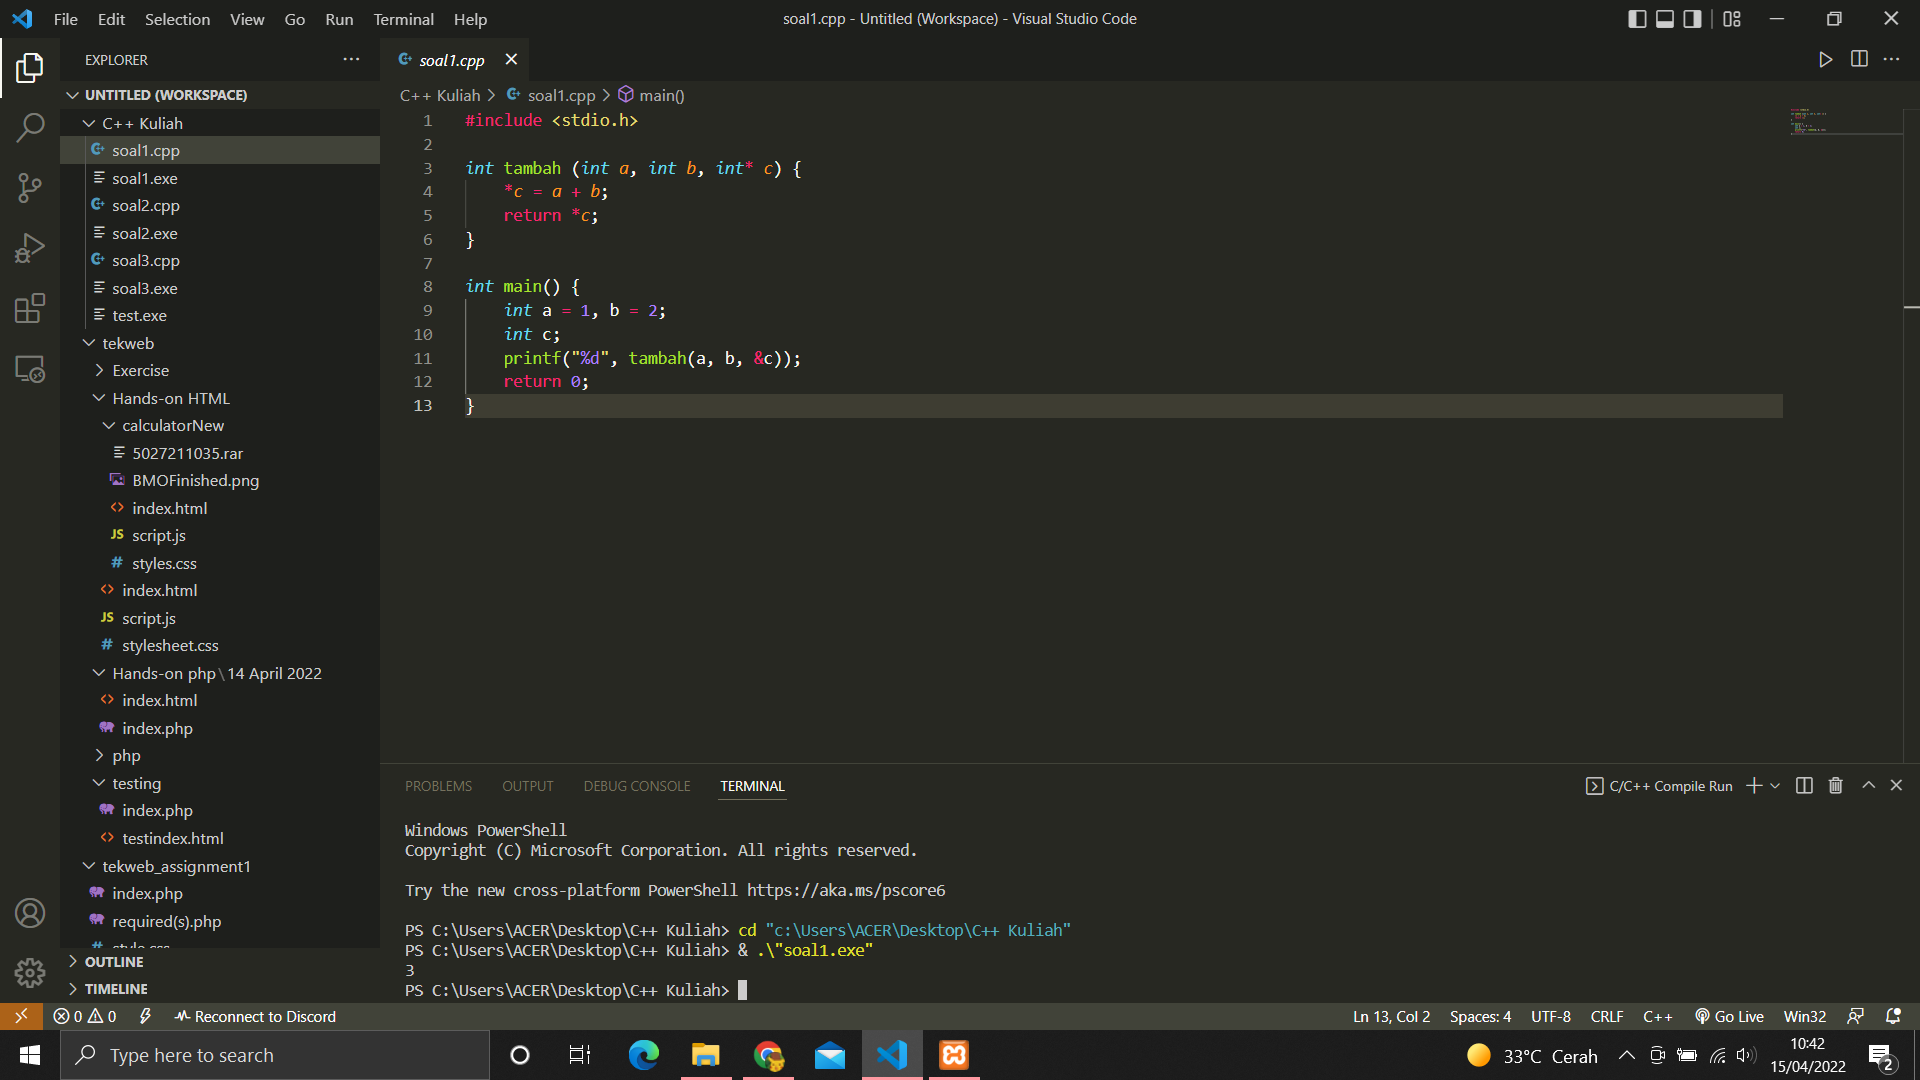 File Edit Selection View Go Run Terminal Help
soal1.cpp - Untitled (Workspace) - Visual Studio Code
EXPLORER
UNTITLED (WORKSPACE)
C++ Kuliah
soal1.cpp
soal1.exe
soal2.cpp
soal2.exe
soal3.cpp
soal3.exe
test.exe
tekweb
Exercise
Hands-on HTML
calculatorNew
5027211035.rar
BMOFinished.png
index.html
JS script.js
# styles.css
index.html
JS script.js
# stylesheet.css
Hands-on php\14 April 2022
index.html
index.php
php
testing
index.php
testindex.html
tekweb_assignment1
index.php
required(s).php
# style.css
OUTLINE
TIMELINE
soal1.cpp
C++ Kuliah > soal1.cpp > main()
1 #include <stdio.h>
2
3 int tambah (int a, int b, int* c) {
4     *c = a + b;
5     return *c;
6 }
7
8 int main() {
9     int a = 1, b = 2;
10     int c;
11     printf("%d", tambah(a, b, &c));
12     return 0;
13 }
PROBLEMS OUTPUT DEBUG CONSOLE TERMINAL
C/C++ Compile Run
Windows PowerShell
Copyright (C) Microsoft Corporation. All rights reserved.
Try the new cross-platform PowerShell https://aka.ms/pscore6
PS C:\Users\ACER\Desktop\C++ Kuliah> cd "c:\Users\ACER\Desktop\C++ Kuliah"
PS C:\Users\ACER\Desktop\C++ Kuliah> & .\"soal1.exe"
3
PS C:\Users\ACER\Desktop\C++ Kuliah>
0 0 Reconnect to Discord
Ln 13, Col 2 Spaces: 4 UTF-8 CRLF C++ Go Live Win32
Type here to search
33°C Cerah
10:42
15/04/2022
2